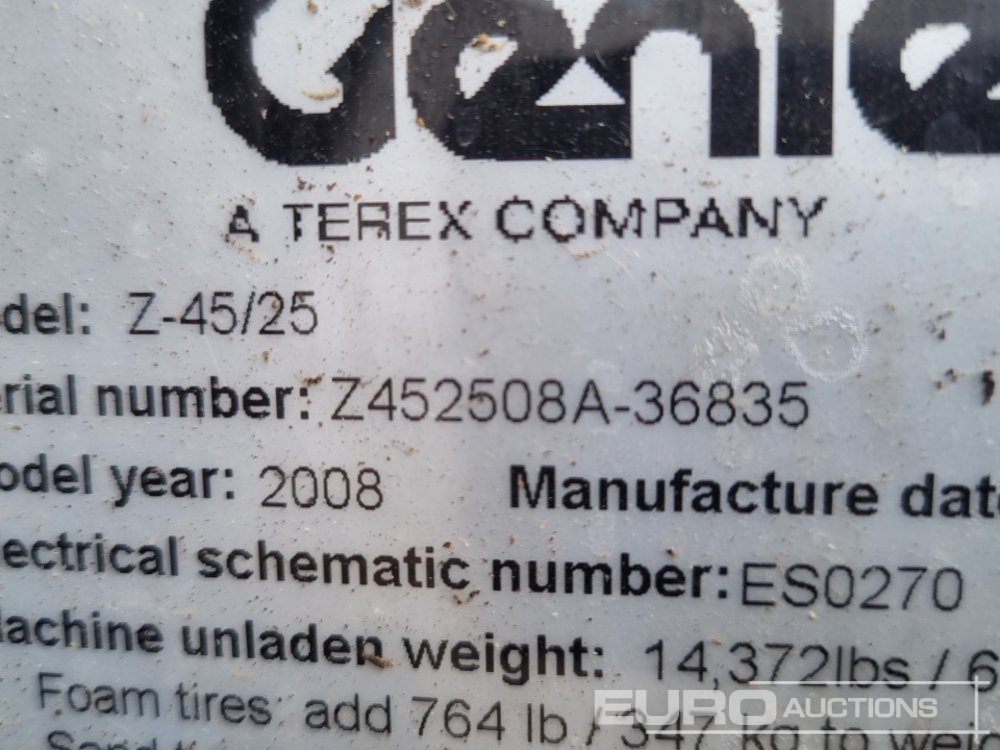 Genie
A TEREX COMPANY
del: Z-45/25
rial number: Z452508A-36835
odel year: 2008 Manufacture dat
lectrical schematic number: ES0270
achine unladen weight: 14,372lbs / 6
Foam tires: add 764 lb / 347 kg to weig
EURO AUCTIONS